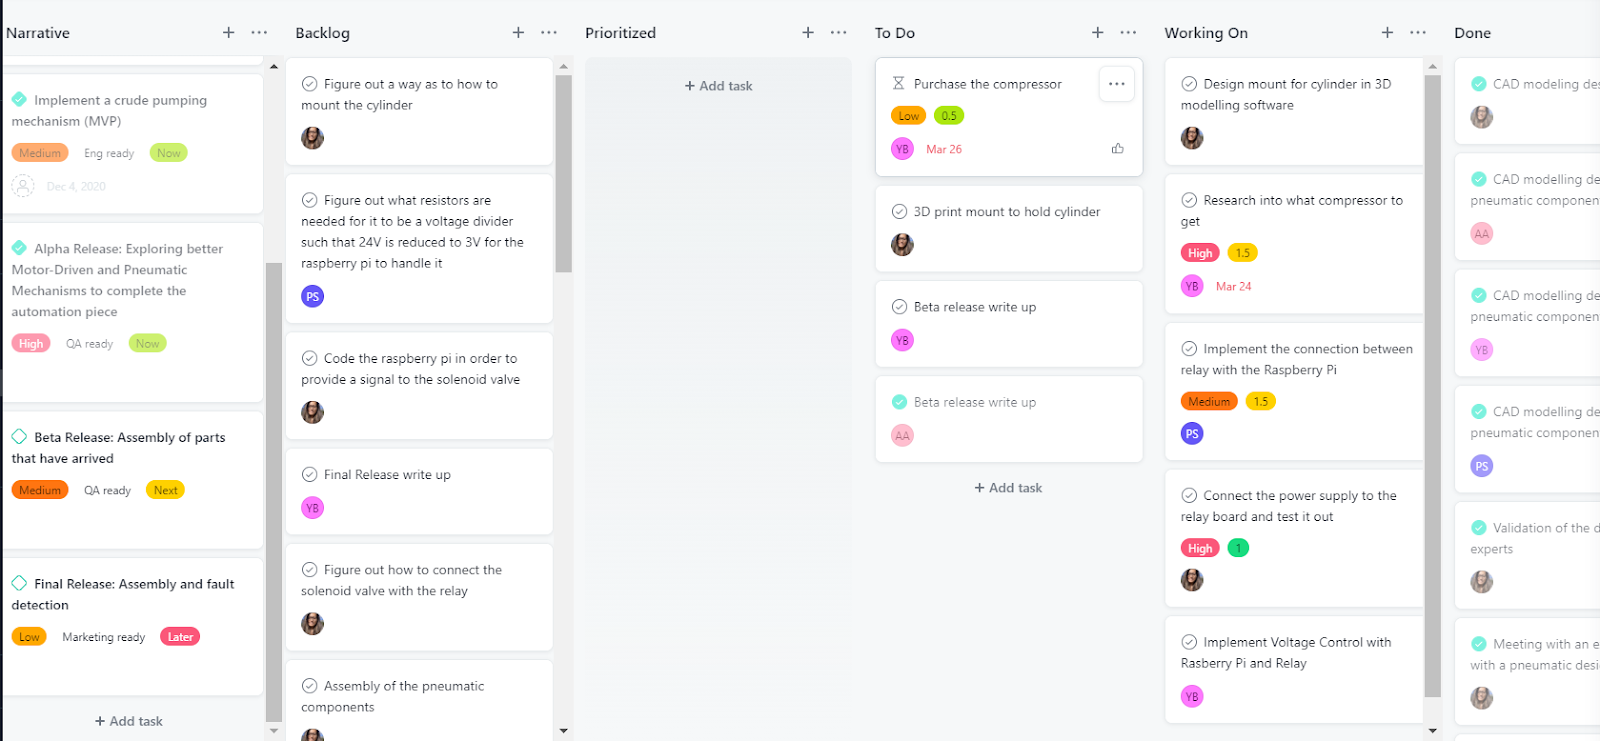 Narrative
Implement a crude pumping
mechanism (MVP)
Medium Eng ready Now
Dec 4, 2020
Alpha Release: Exploring better
Motor-Driven and Pneumatic
Mechanisms to complete the
automation piece
High QA ready Now
Beta Release: Assembly of parts
that have arrived
Medium QA ready Next
Final Release: Assembly and fault
detection
Low Marketing ready Later
+ Add task
Backlog
Figure out a way as to how to
mount the cylinder
Figure out what resistors are
needed for it to be a voltage divider
such that 24V is reduced to 3V for the
raspberry pi to handle it
PS
Code the raspberry pi in order to
provide a signal to the solenoid valve
Final Release write up
YB
Figure out how to connect the
solenoid valve with the relay
Assembly of the pneumatic
components
Prioritized
+ Add task
To Do
Purchase the compressor
Low 0.5
YB Mar 26
3D print mount to hold cylinder
Beta release write up
YB
Beta release write up
AA
+ Add task
Working On
Design mount for cylinder in 3D
modelling software
Research into what compressor to
get
High 1.5
YB Mar 24
Implement the connection between
relay with the Raspberry Pi
Medium 1.5
PS
Connect the power supply to the
relay board and test it out
High 1
Implement Voltage Control with
Rasberry Pi and Relay
YB
Done
CAD modeling des
CAD modelling de
pneumatic componen
AA
CAD modelling de
pneumatic componen
YB
CAD modelling de
pneumatic componen
PS
Validation of the d
experts
Meeting with an e
with a pneumatic desi